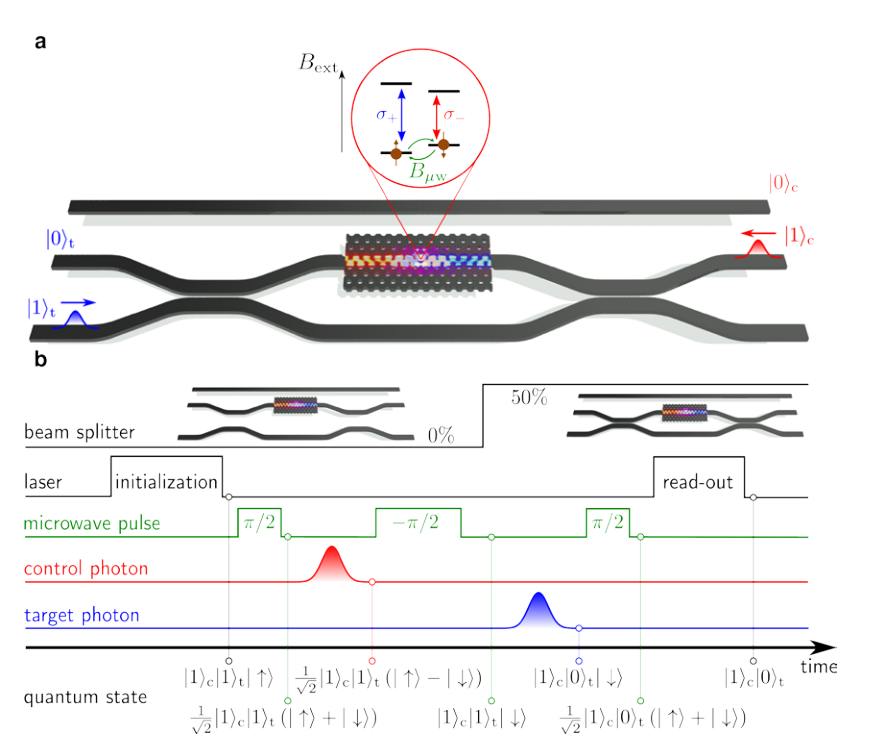 a
B_ext
σ₊ σ₋
B_μw
|0⟩_c
|0⟩_t
|1⟩_c
|1⟩_t
b
50%
beam splitter 0%
laser initialization read-out
microwave pulse π/2 −π/2 π/2
control photon
target photon
time
|1⟩_c|1⟩_t|↑⟩ 1/√2 |1⟩_c|1⟩_t(|↑⟩−|↓⟩) |1⟩_c|0⟩_t|↓⟩ |1⟩_c|0⟩_t
quantum state
1/√2 |1⟩_c|1⟩_t(|↑⟩+|↓⟩) |1⟩_c|1⟩_t|↓⟩ 1/√2 |1⟩_c|0⟩_t(|↑⟩+|↓⟩)